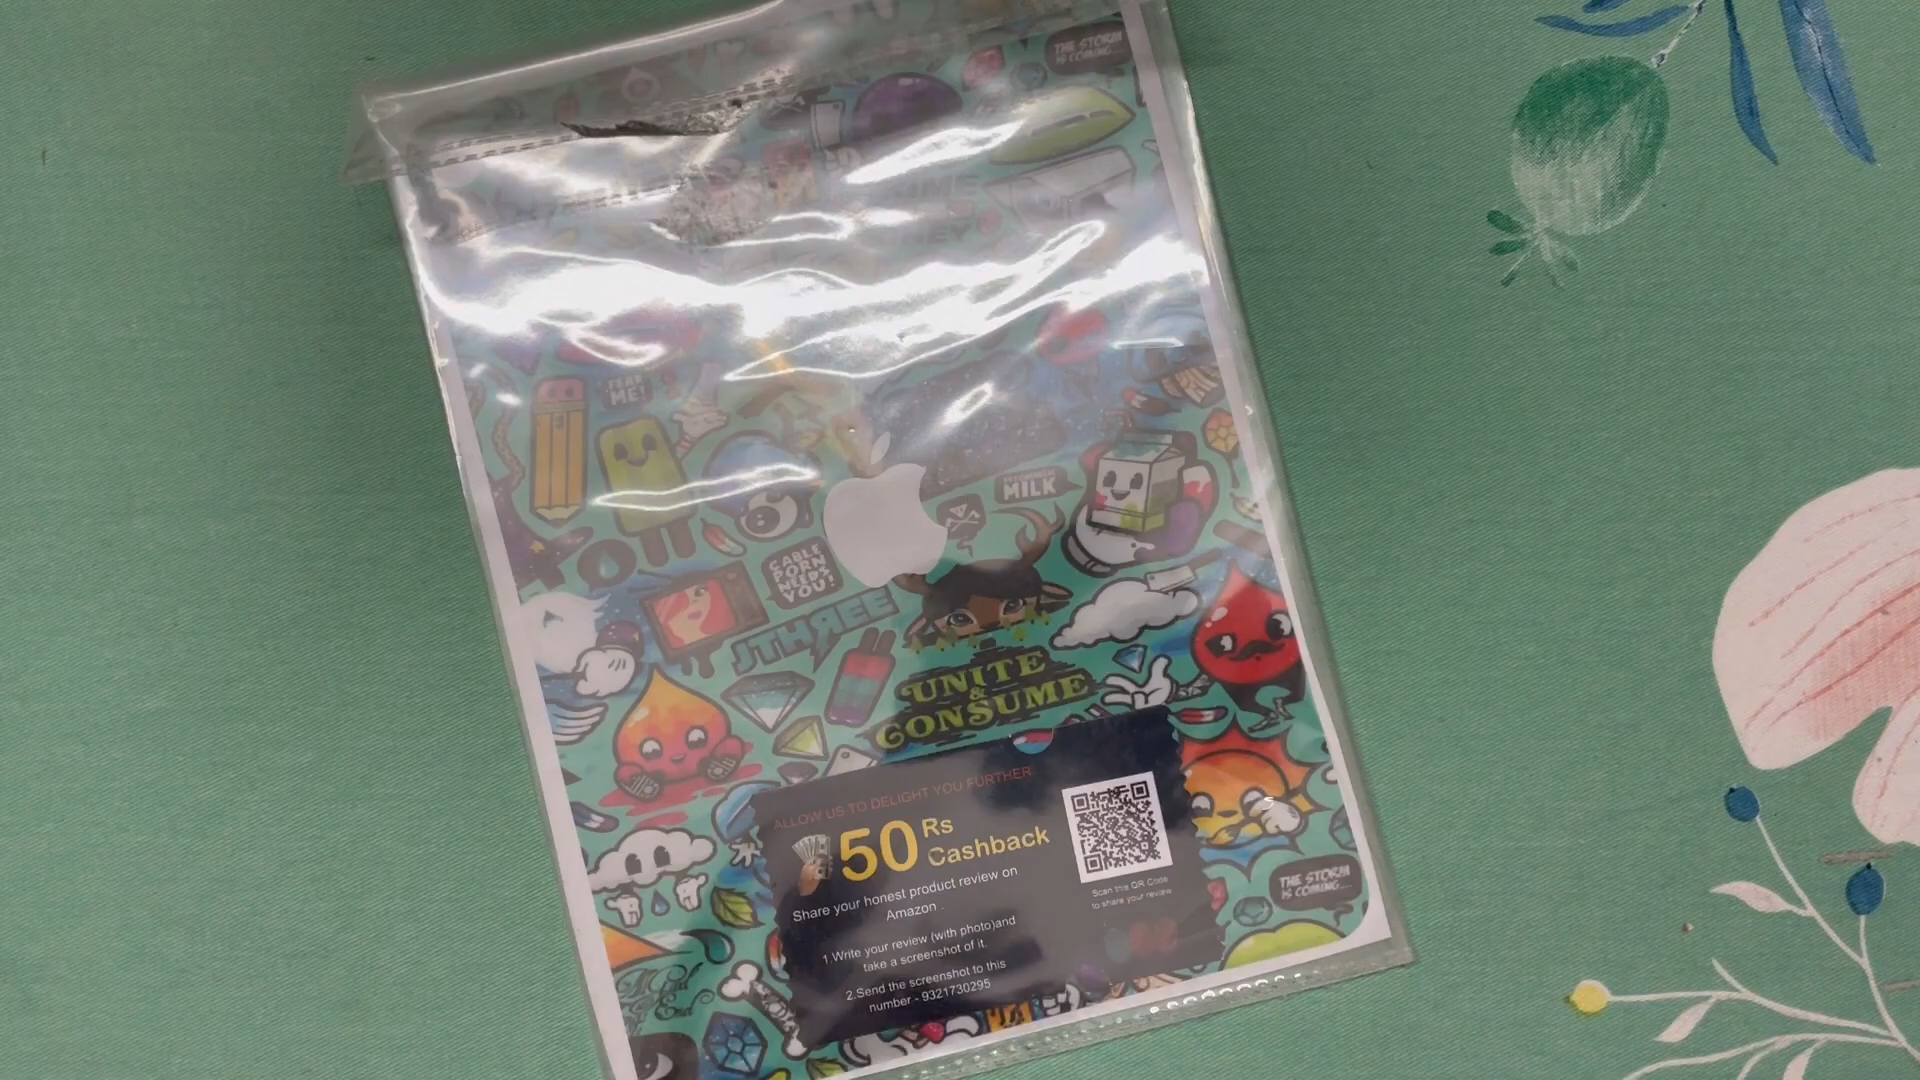 THE STORM
IS COMING...
FEAR
ME!
MILK
CABLE
PORN
NEEDS
YOU!
JTHREE
UNITE
&
CONSUME
ALLOW US TO DELIGHT YOU FURTHER
50 Rs
Cashback
Share your honest product review on
Amazon .
1.Write your review (with photo)and
take a screenshot of it.
2.Send the screenshot to this
number - 9321730295
Scan this QR Code
to share your review
THE STORM
IS COMING...